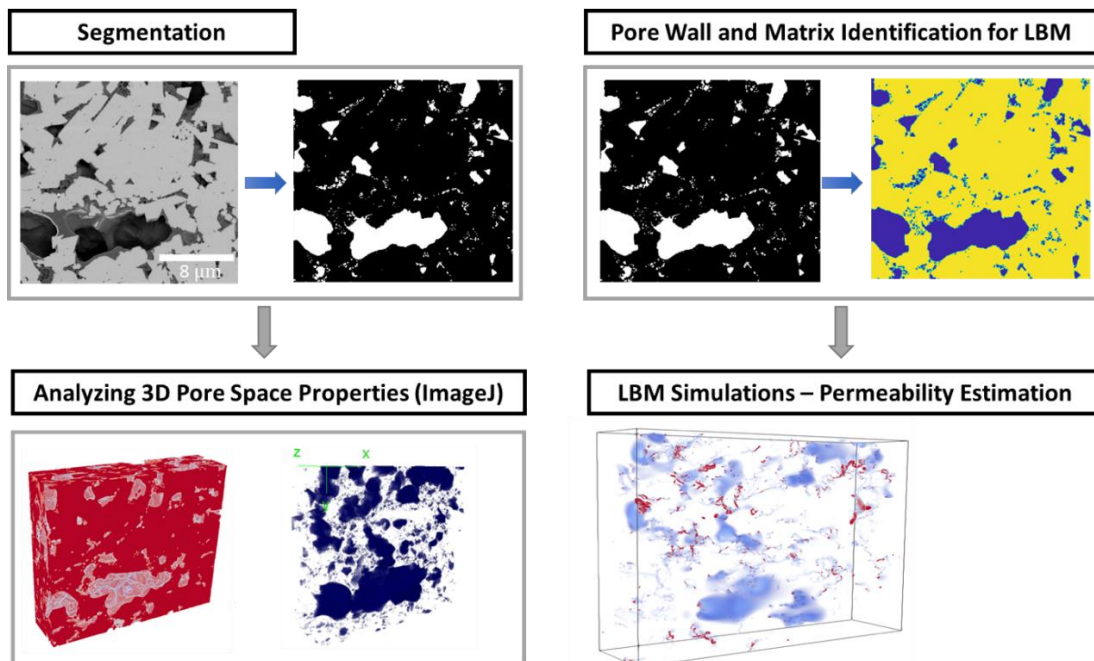 Segmentation
Pore Wall and Matrix Identification for LBM
8 μm
Analyzing 3D Pore Space Properties (ImageJ)
LBM Simulations – Permeability Estimation
z
x